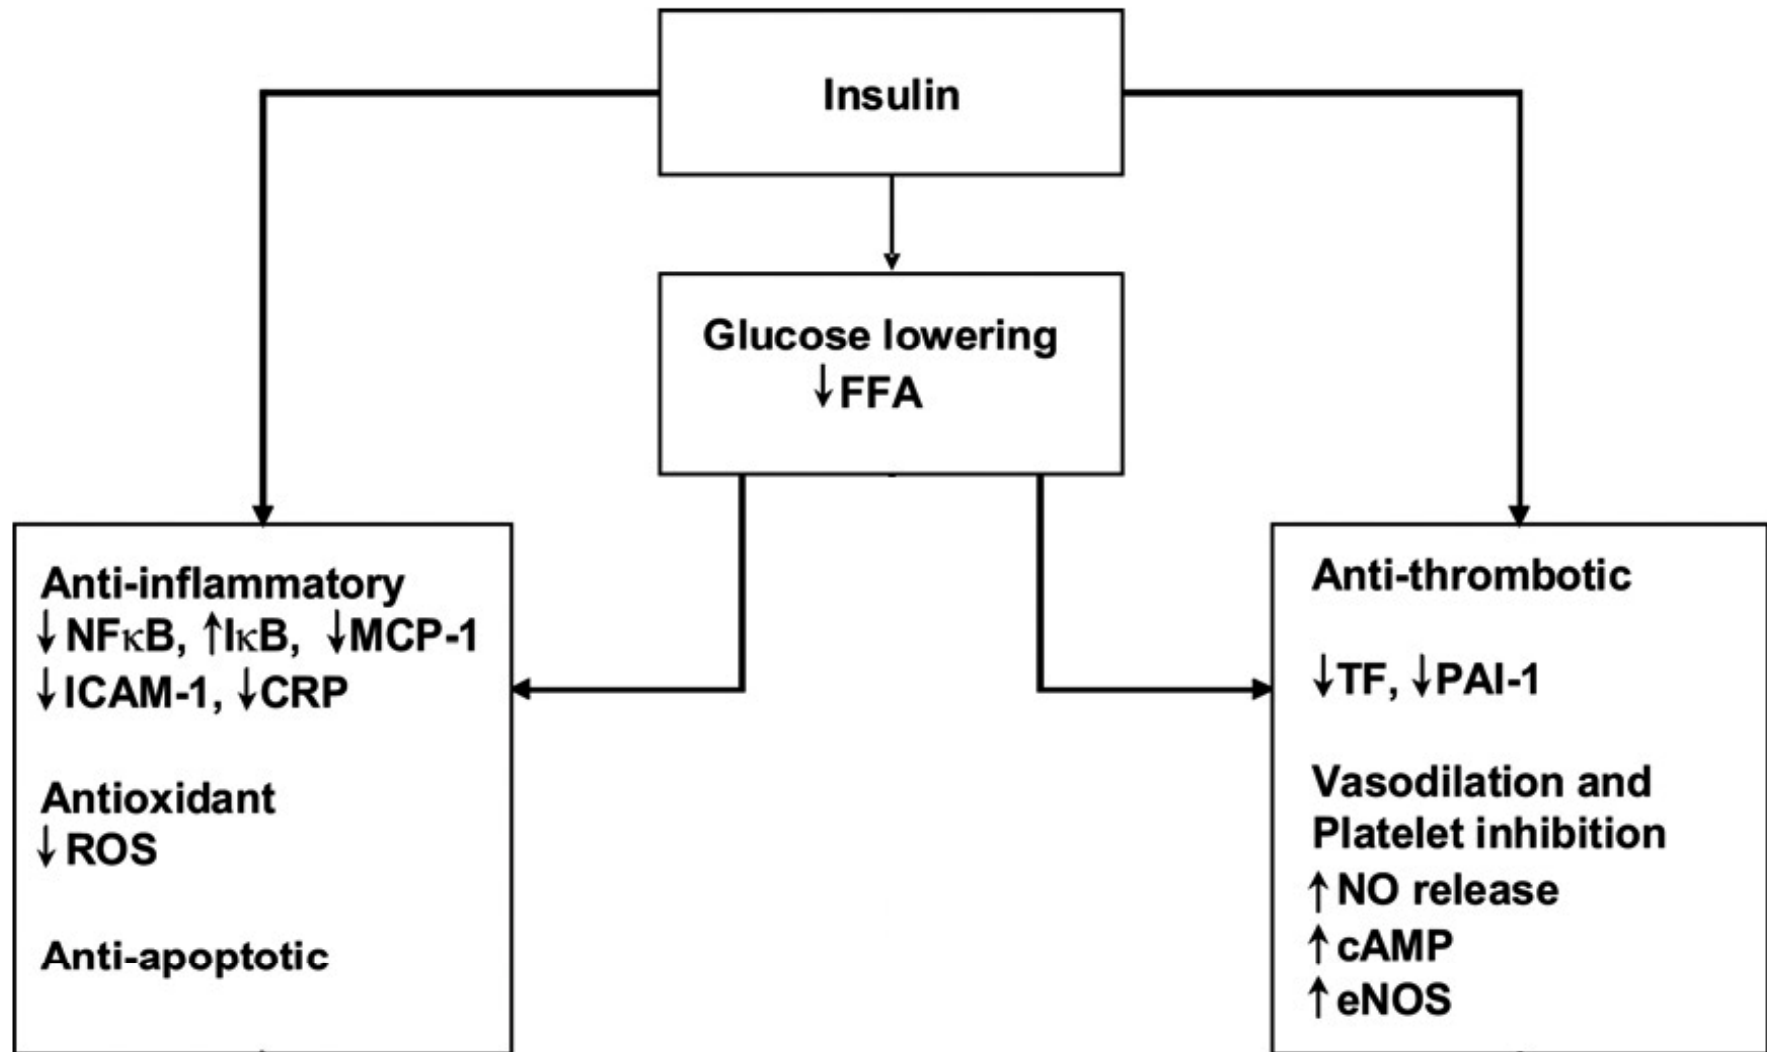 Insulin
Glucose lowering
↓FFA
Anti-inflammatory
↓NFκB, ↑IκB, ↓MCP-1
↓ICAM-1, ↓CRP
Antioxidant
↓ROS
Anti-apoptotic
Anti-thrombotic
↓TF, ↓PAI-1
Vasodilation and
Platelet inhibition
↑NO release
↑cAMP
↑eNOS